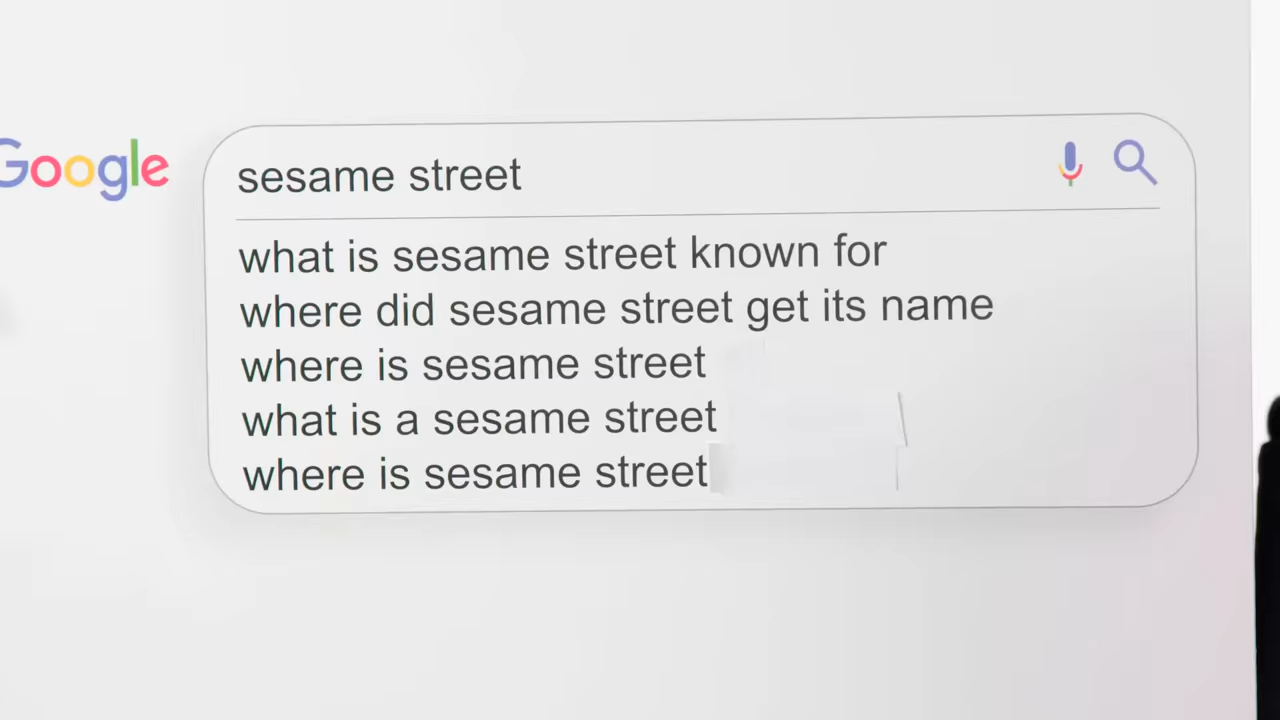 Google
sesame street
what is sesame street known for
where did sesame street get its name
where is sesame street
what is a sesame street
where is sesame street